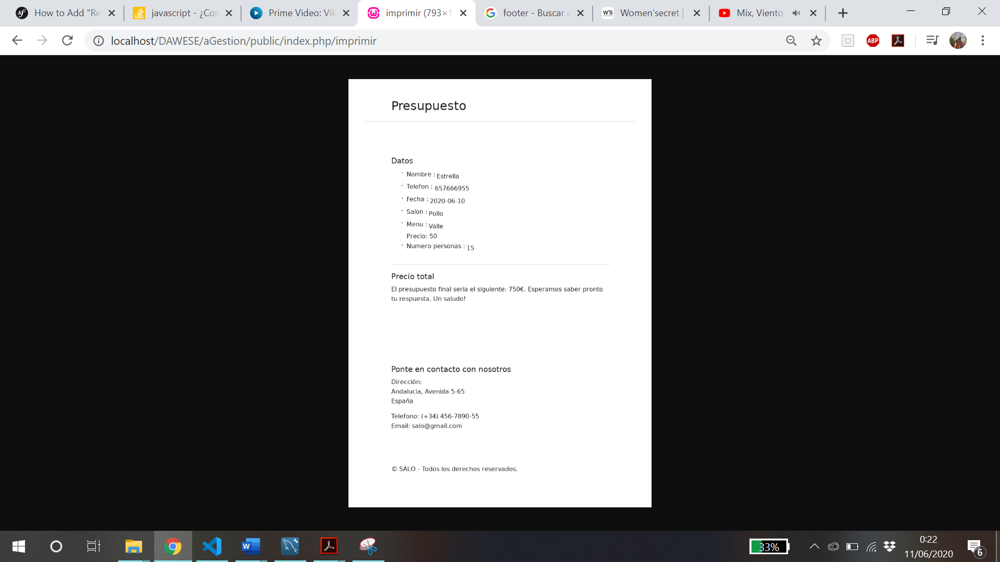 How to Add "Re
javascript - ¿Con
Prime Video: Vik
imprimir (793×1
footer - Buscar c
Women'secret |
Mix, Viento
localhost/DAWESE/aGestion/public/index.php/imprimir
ABP
Presupuesto
Datos
· Nombre : Estrella
· Telefon : 657666955
· Fecha : 2020-06-10
· Salon : Pollo
· Menu : Valle
Precio: 50
· Numero personas : 15
Precio total
El presupuesto final seria el siguiente: 750€. Esperamos saber pronto
tu respuesta. Un saludo!
Ponte en contacto con nosotros
Dirección:
Andalucia, Avenida 5-65
España
Telefono: (+34) 456-7890-55
Email: salo@gmail.com
© SALO - Todos los derechos reservados.
33%
0:22
11/06/2020
6